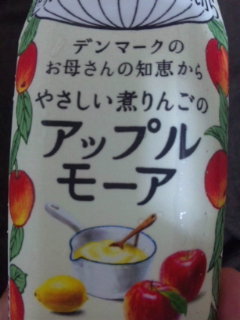 デンマークの
お母さんの知恵から
やさしい煮りんごの
アップル
モーア